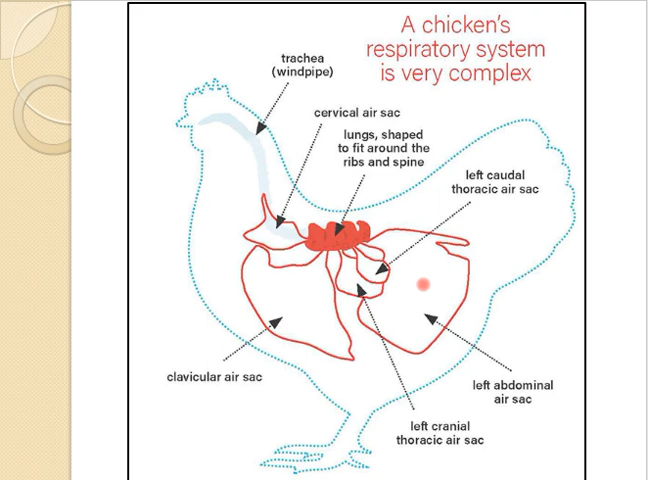 A chicken's
respiratory system
is very complex
trachea
(windpipe)
cervical air sac
lungs, shaped
to fit around the
ribs and spine
left caudal
thoracic air sac
clavicular air sac
left abdominal
air sac
left cranial
thoracic air sac